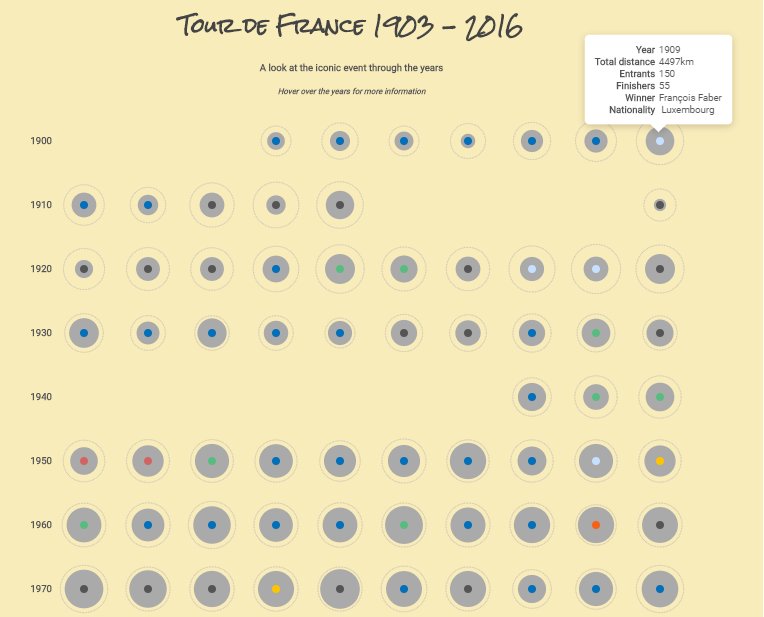 Tour de France 1903 - 2016
A look at the iconic event through the years
Hover over the years for more information
Year 1909
Total distance 4497km
Entrants 150
Finishers 55
Winner François Faber
Nationality Luxembourg
1900
1910
1920
1930
1940
1950
1960
1970